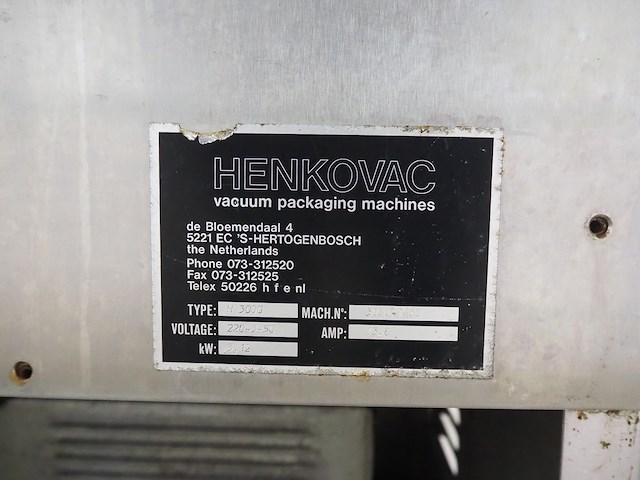 HENKOVAC
vacuum packaging machines
de Bloemendaal 4
5221 EC 'S-HERTOGENBOSCH
the Netherlands
Phone 073-312520
Fax 073-312525
Telex 50226 h f e nl
TYPE: MACH.Nº:
VOLTAGE: AMP:
kW: